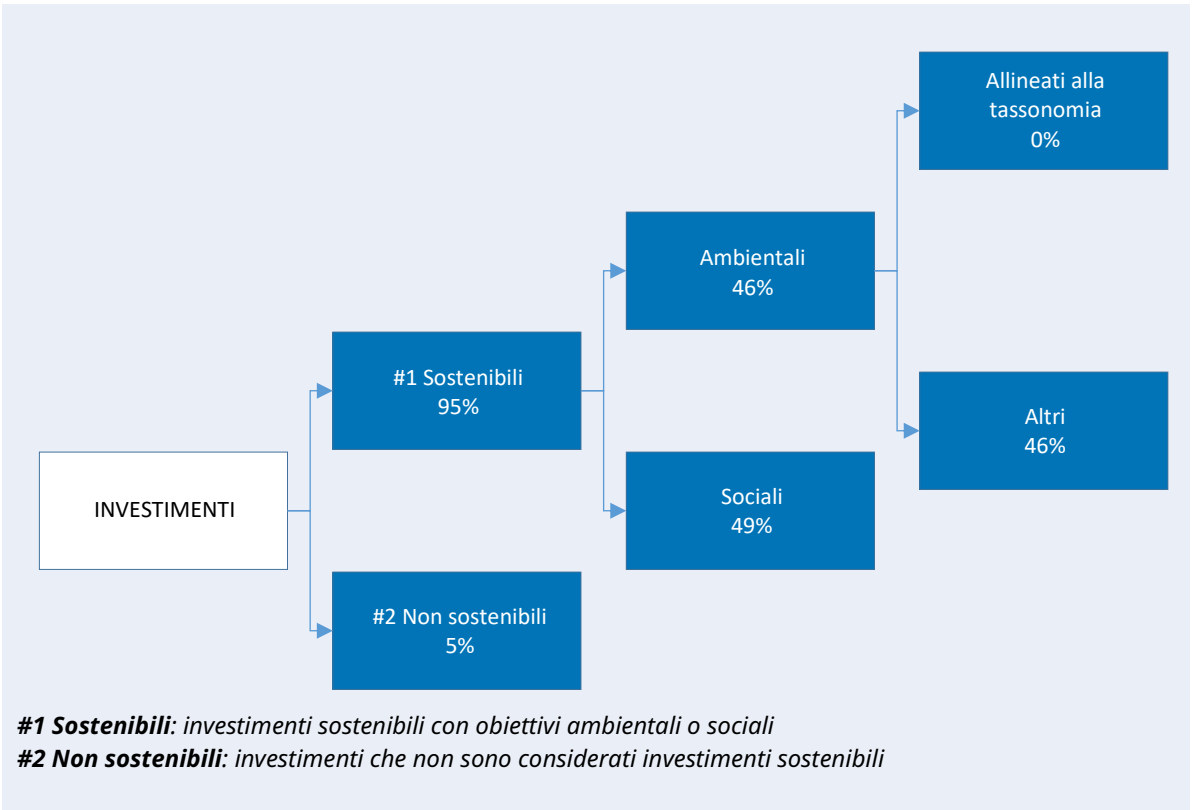 Allineati alla
tassonomia
0%
Ambientali
46%
#1 Sostenibili
95%
Altri
46%
INVESTIMENTI
Sociali
49%
#2 Non sostenibili
5%
#1 Sostenibili: investimenti sostenibili con obiettivi ambientali o sociali
#2 Non sostenibili: investimenti che non sono considerati investimenti sostenibili